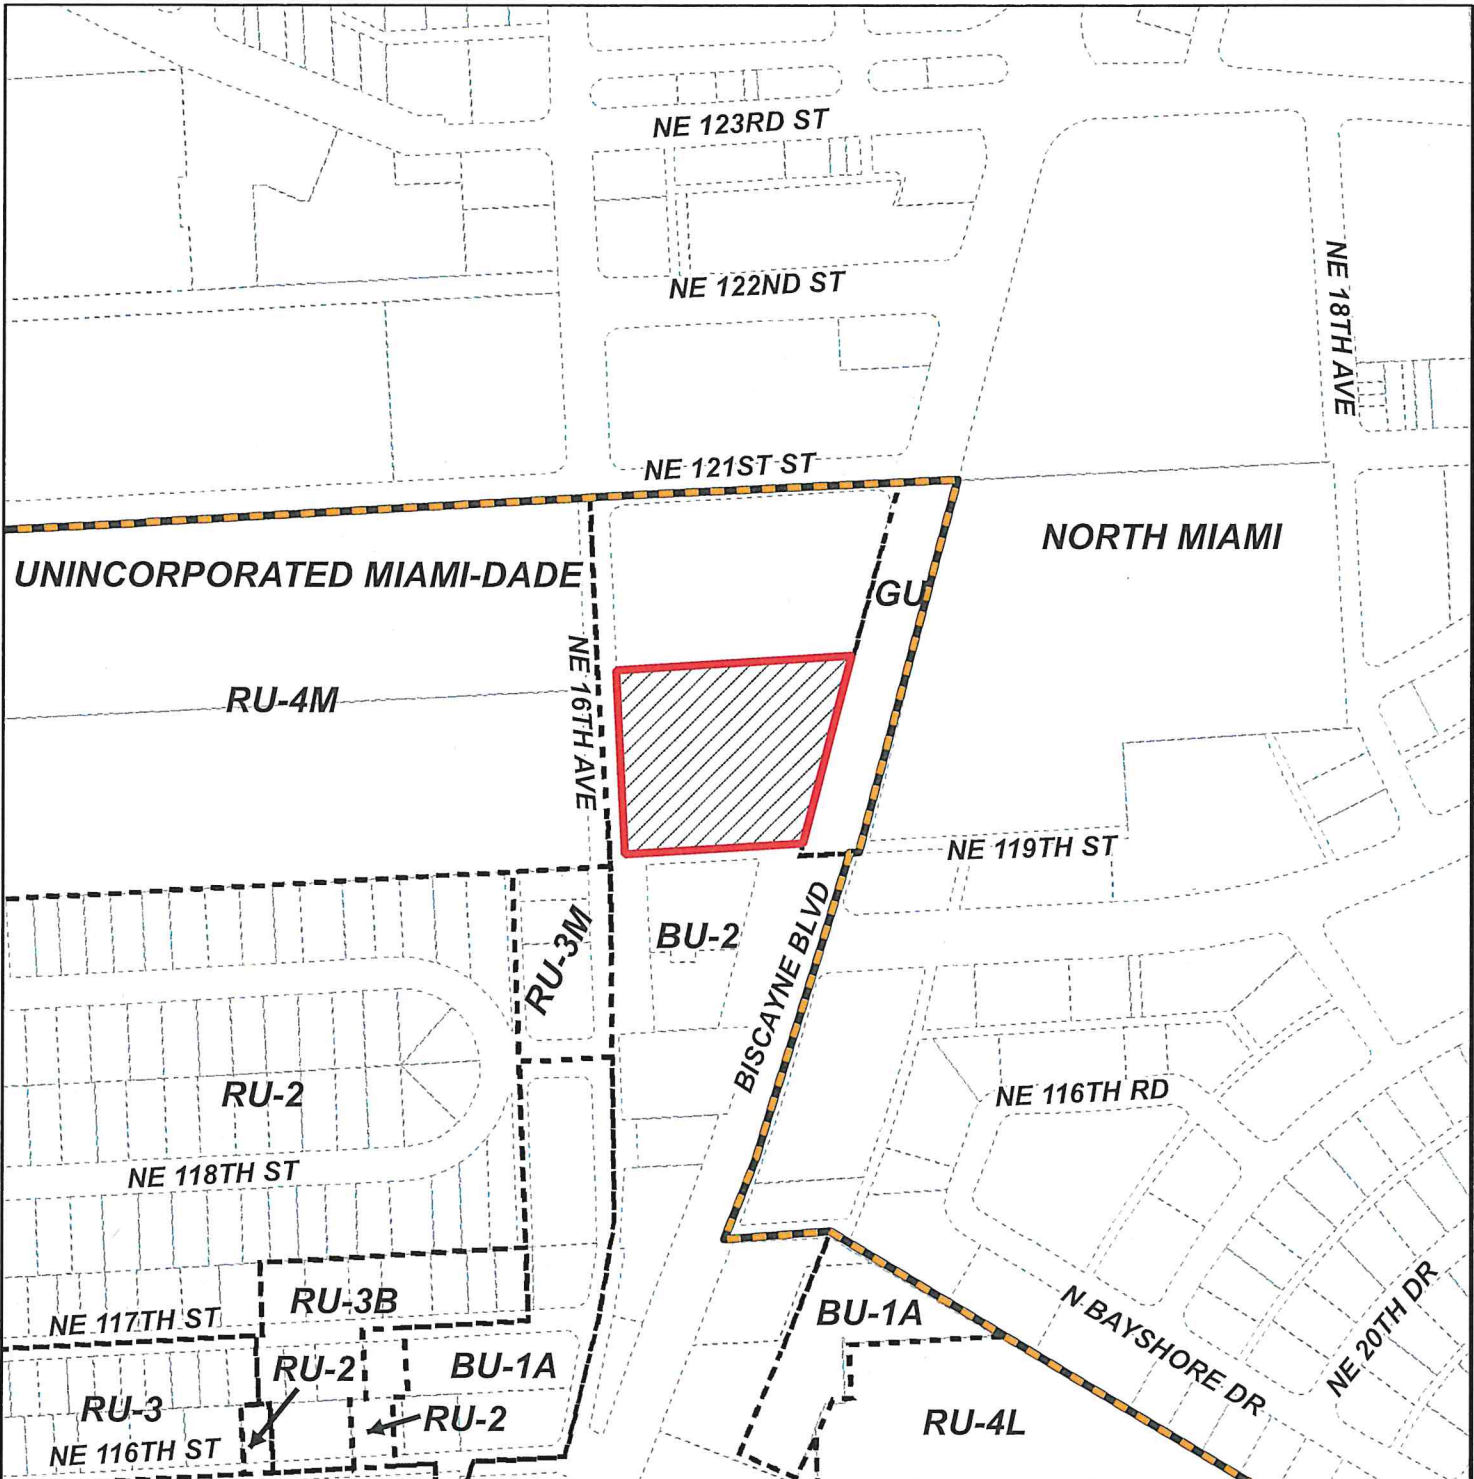 NE 123RD ST
NE 122ND ST
NE 18TH AVE
NE 121ST ST
NORTH MIAMI
UNINCORPORATED MIAMI-DADE
GU
NE 16TH AVE
RU-4M
NE 119TH ST
RU-3M
BU-2
BISCAYNE BLVD
RU-2
NE 116TH RD
NE 118TH ST
RU-3B
BU-1A
N BAYSHORE DR
NE 20TH DR
NE 117TH ST
RU-2
BU-1A
RU-3
RU-2
RU-4L
NE 116TH ST